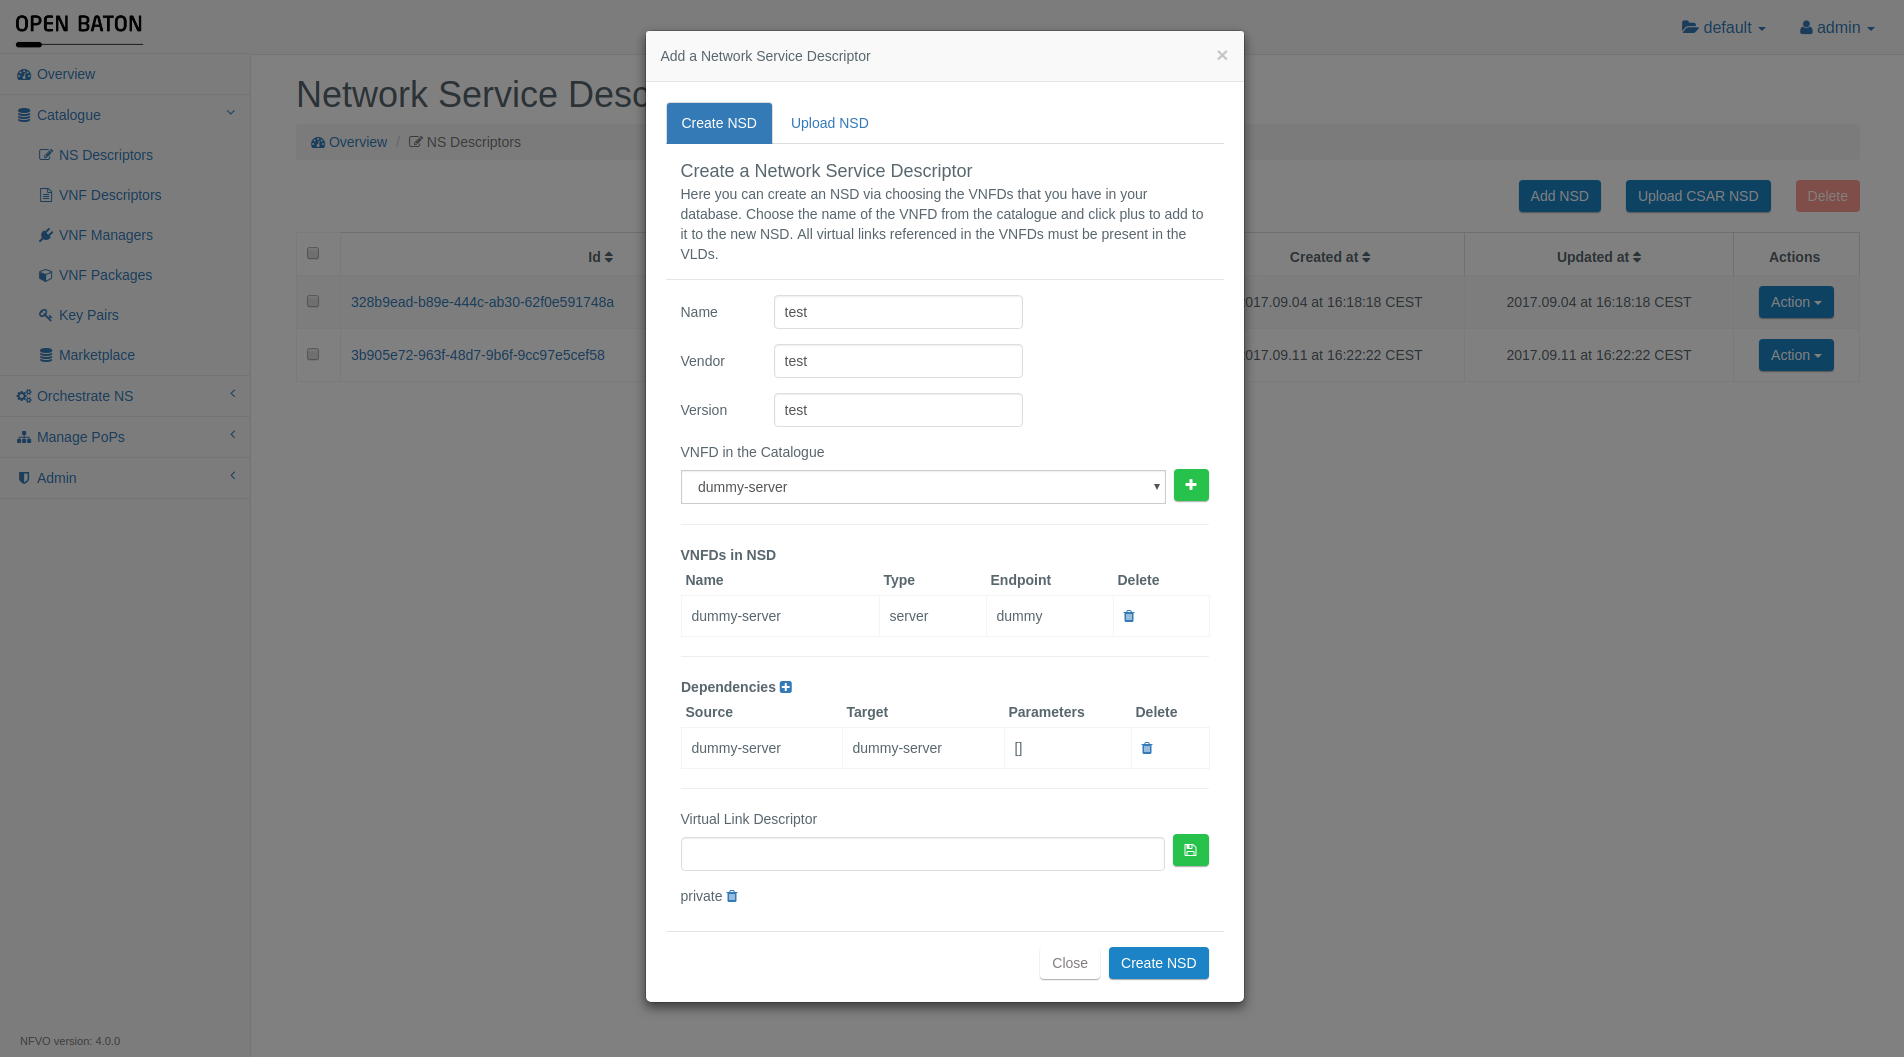 OPEN BATON
default
admin
Overview
Catalogue
NS Descriptors
VNF Descriptors
VNF Managers
VNF Packages
Key Pairs
Marketplace
Orchestrate NS
Manage PoPs
Admin
NFVO version: 4.0.0
Network Service Desc
Overview / NS Descriptors
Add NSD Upload CSAR NSD Delete
Id Created at Updated at Actions
328b9ead-b89e-444c-ab30-62f0e591748a 017.09.04 at 16:18:18 CEST 2017.09.04 at 16:18:18 CEST Action
3b905e72-963f-48d7-9b6f-9cc97e5cef58 017.09.11 at 16:22:22 CEST 2017.09.11 at 16:22:22 CEST Action
Add a Network Service Descriptor ×
Create NSD Upload NSD
Create a Network Service Descriptor
Here you can create an NSD via choosing the VNFDs that you have in your
database. Choose the name of the VNFD from the catalogue and click plus to add to
it to the new NSD. All virtual links referenced in the VNFDs must be present in the
VLDs.
Name test
Vendor test
Version test
VNFD in the Catalogue
dummy-server
VNFDs in NSD
Name Type Endpoint Delete
dummy-server server dummy
Dependencies
Source Target Parameters Delete
dummy-server dummy-server []
Virtual Link Descriptor
private
Close Create NSD